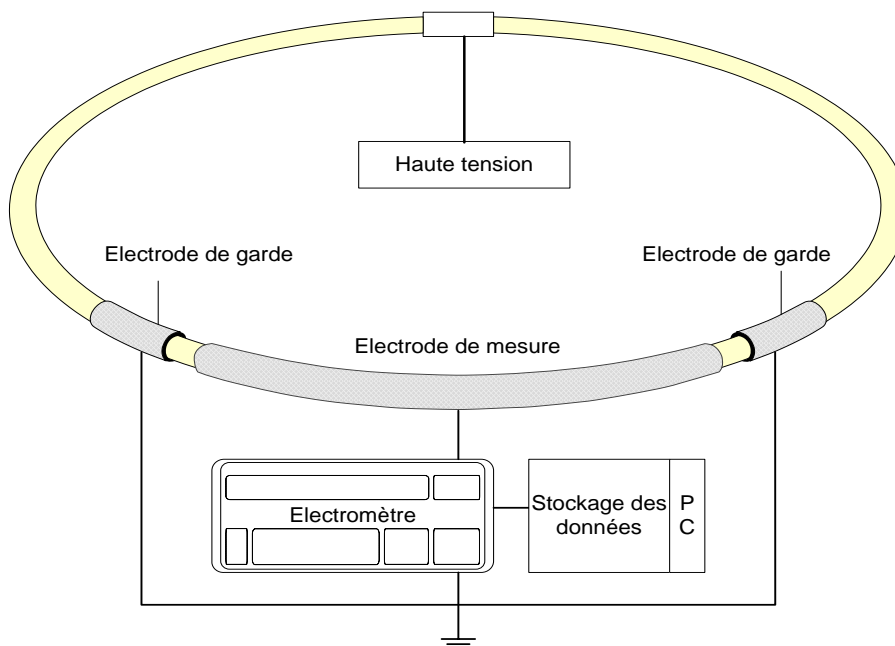 Haute tension
Electrode de garde
Electrode de garde
Electrode de mesure
Electromètre
Stockage des
données
P
C